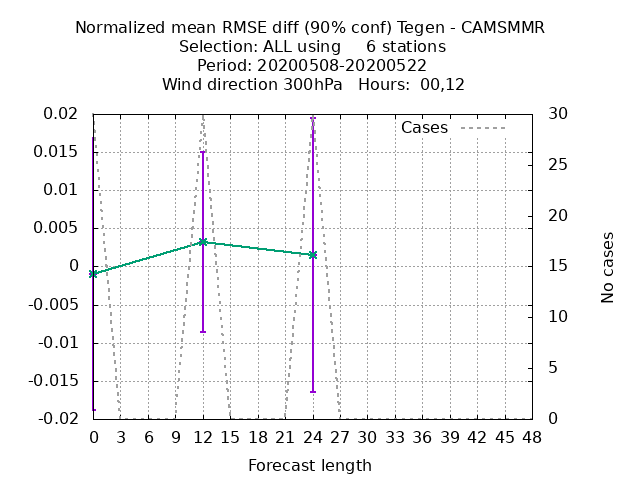 Normalized mean RMSE diff (90% conf) Tegen - CAMSMMR
Selection: ALL using     6 stations
Period: 20200508-20200522
Wind direction 300hPa   Hours:  00,12
Cases
0.02
0.015
0.01
0.005
0
-0.005
-0.01
-0.015
-0.02
30
25
20
15
10
5
0
No cases
0 3 6 9 12 15 18 21 24 27 30 33 36 39 42 45 48
Forecast length